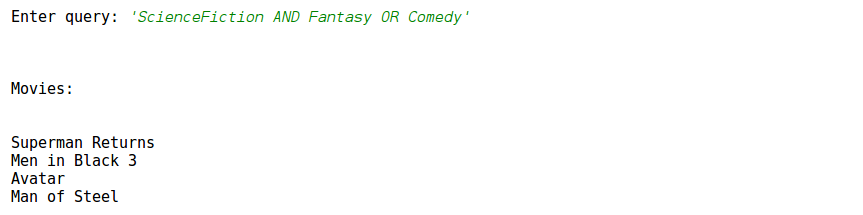 Enter query: 'ScienceFiction AND Fantasy OR Comedy'
Movies:
Superman Returns
Men in Black 3
Avatar
Man of Steel